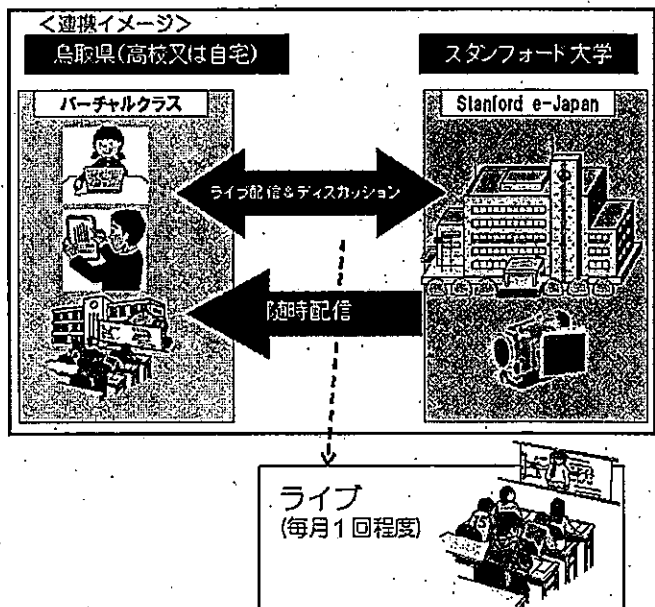 <連携イメージ>
鳥取県(高校又は自宅)
スタンフォード大学
バーチャルクラス
Stanford e-Japan
ライブ配信&ディスカッション
随時配信
ライブ
(毎月1回程度)